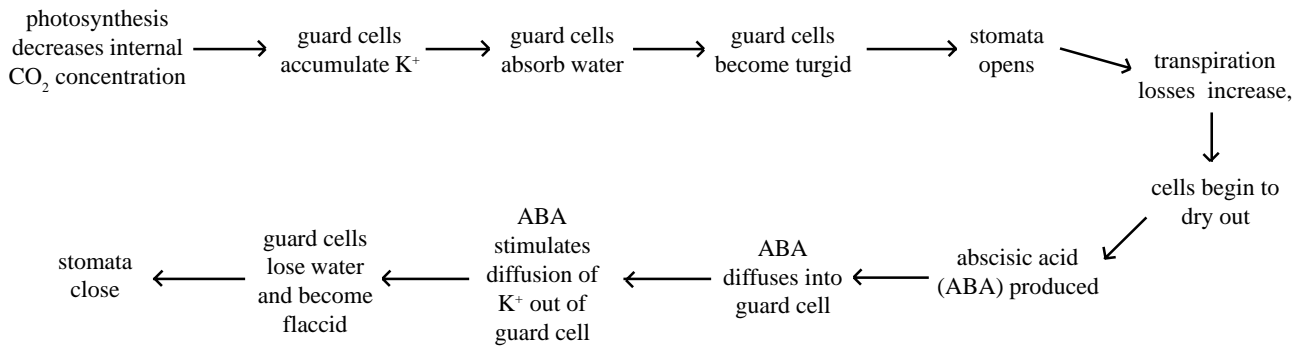 photosynthesis
decreases internal
CO₂ concentration
guard cells
accumulate K⁺
guard cells
absorb water
guard cells
become turgid
stomata
opens
transpiration
losses increase,
cells begin to
dry out
abscisic acid
(ABA) produced
ABA
diffuses into
guard cell
ABA
stimulates
diffusion of
K⁺ out of
guard cell
guard cells
lose water
and become
flaccid
stomata
close